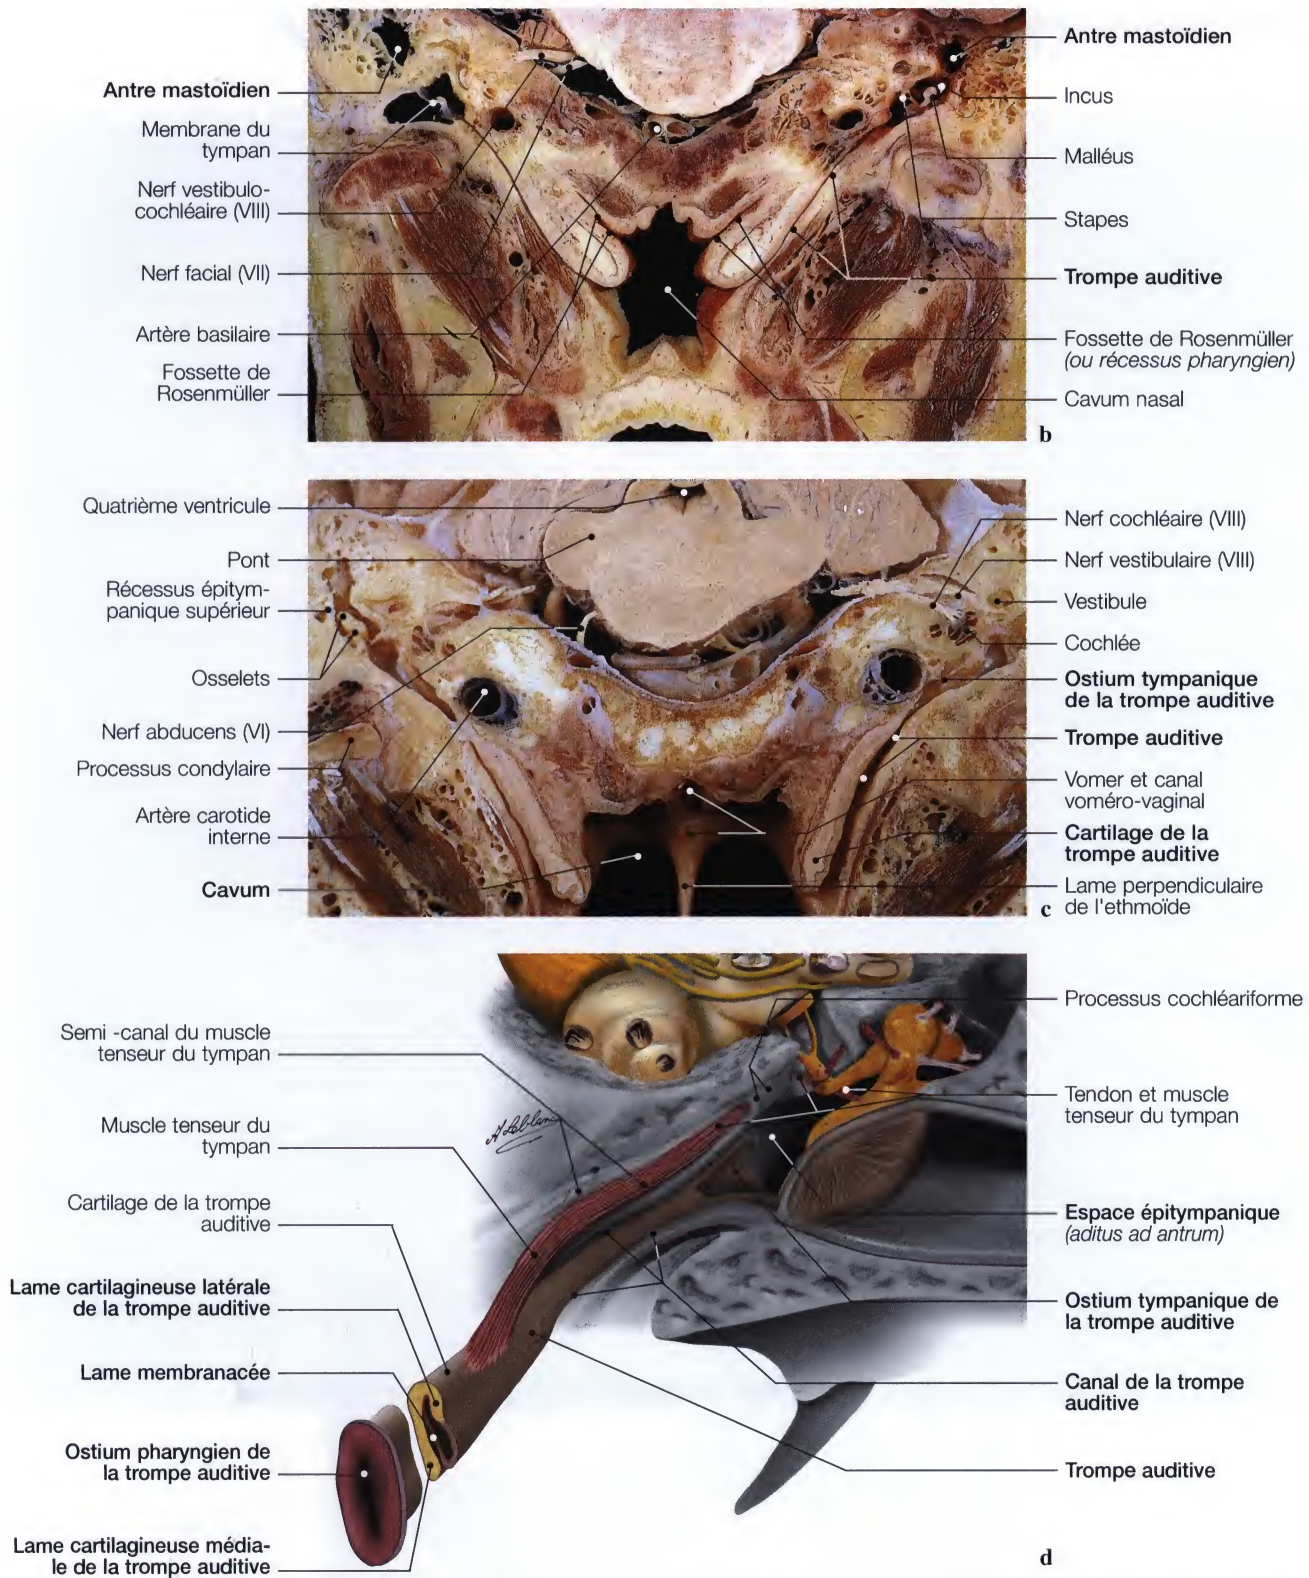 Antre mastoïdien
Membrane du
tympan
Nerf vestibulo-
cochléaire (VIII)
Nerf facial (VII)
Artère basilaire
Fossette de
Rosenmüller
Antre mastoïdien
Incus
Malléus
Stapes
Trompe auditive
Fossette de Rosenmüller
(ou récessus pharyngien)
Cavum nasal
b
Quatrième ventricule
Pont
Récessus épitym-
panique supérieur
Osselets
Nerf abducens (VI)
Processus condylaire
Artère carotide
interne
Cavum
Nerf cochléaire (VIII)
Nerf vestibulaire (VIII)
Vestibule
Cochlée
Ostium tympanique
de la trompe auditive
Trompe auditive
Vomer et canal
voméro-vaginal
Cartilage de la
trompe auditive
Lame perpendiculaire
de l'ethmoïde
c
Semi -canal du muscle
tenseur du tympan
Muscle tenseur du
tympan
Cartilage de la trompe
auditive
Lame cartilagineuse latérale
de la trompe auditive
Lame membranacée
Ostium pharyngien de
la trompe auditive
Lame cartilagineuse média-
le de la trompe auditive
A Leblanc
Processus cochléariforme
Tendon et muscle
tenseur du tympan
Espace épitympanique
(aditus ad antrum)
Ostium tympanique de
la trompe auditive
Canal de la trompe
auditive
Trompe auditive
d